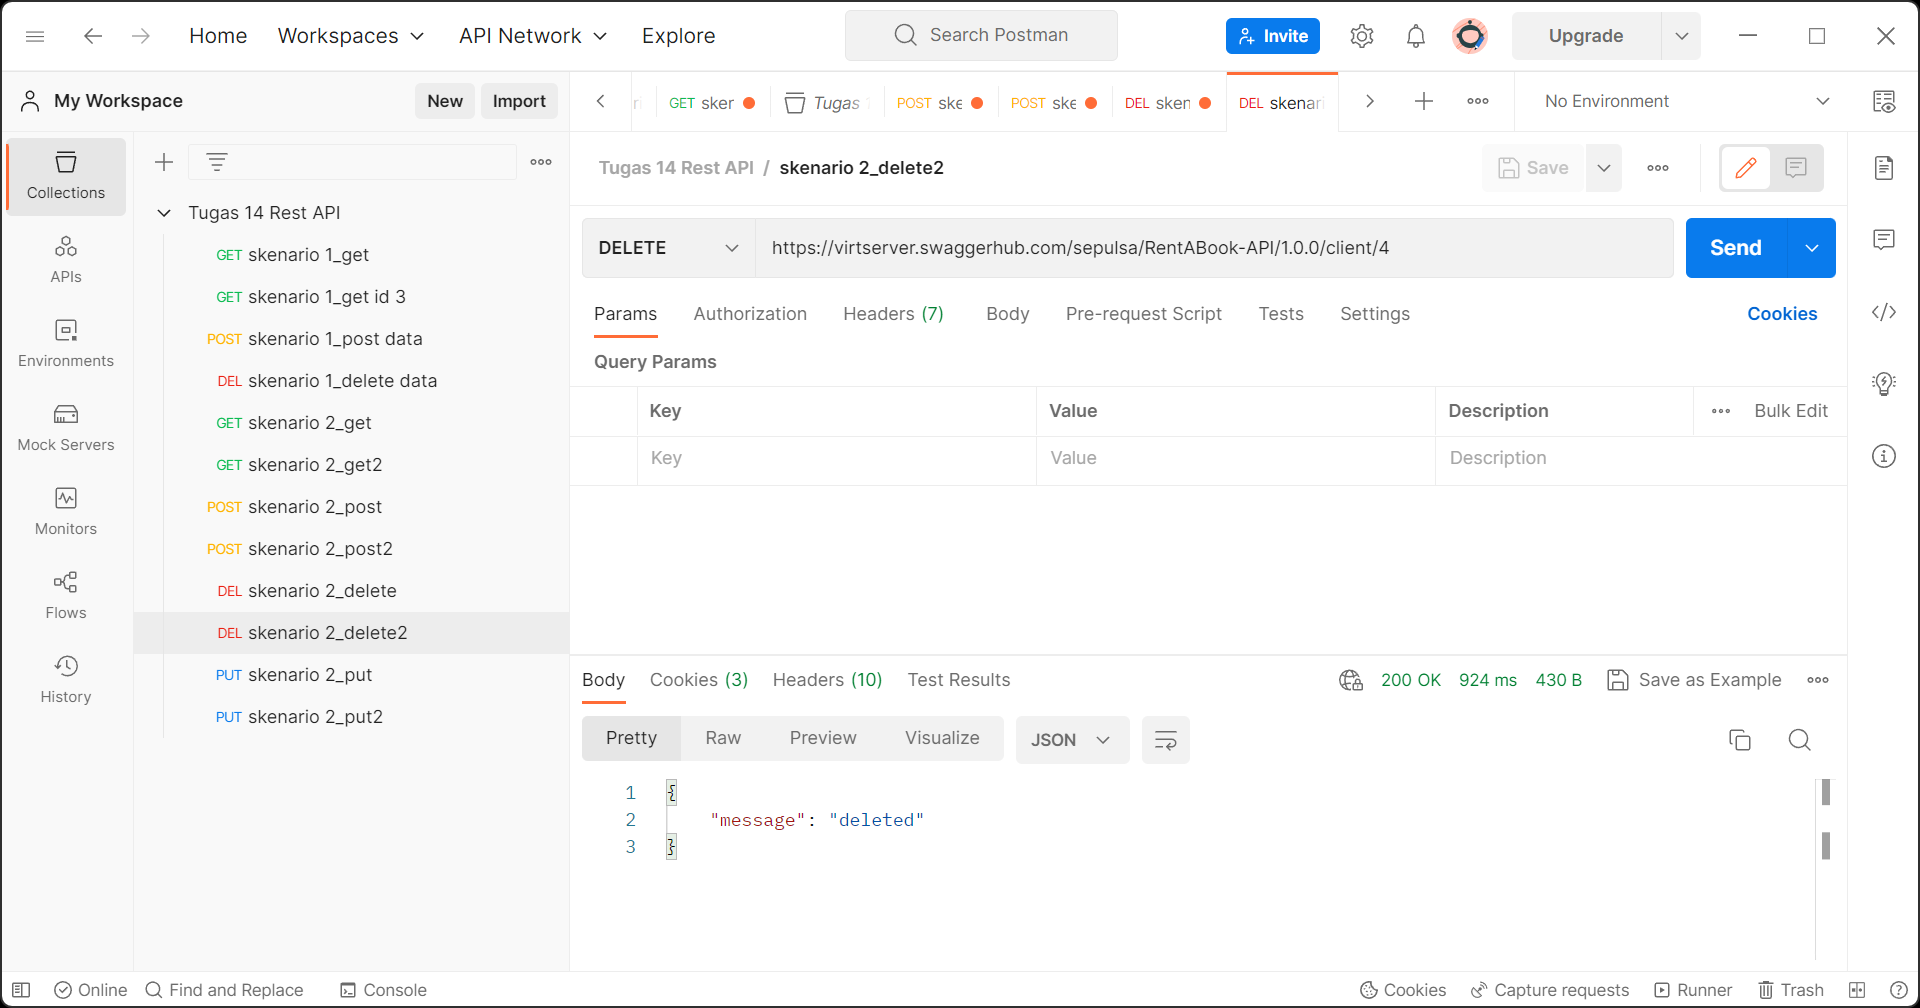 Home Workspaces API Network Explore Search Postman Invite Upgrade
My Workspace New Import GET sker Tugas POST ske POST ske DEL sken DEL skenari No Environment
Collections
APIs
Environments
Mock Servers
Monitors
Flows
History
Tugas 14 Rest API
GET skenario 1_get
GET skenario 1_get id 3
POST skenario 1_post data
DEL skenario 1_delete data
GET skenario 2_get
GET skenario 2_get2
POST skenario 2_post
POST skenario 2_post2
DEL skenario 2_delete
DEL skenario 2_delete2
PUT skenario 2_put
PUT skenario 2_put2
Tugas 14 Rest API / skenario 2_delete2 Save
DELETE https://virtserver.swaggerhub.com/sepulsa/RentABook-API/1.0.0/client/4 Send
Params Authorization Headers (7) Body Pre-request Script Tests Settings Cookies
Query Params
Key Value Description Bulk Edit
Key Value Description
Body Cookies (3) Headers (10) Test Results 200 OK 924 ms 430 B Save as Example
Pretty Raw Preview Visualize JSON
1 {
2 "message": "deleted"
3 }
Online Find and Replace Console Cookies Capture requests Runner Trash